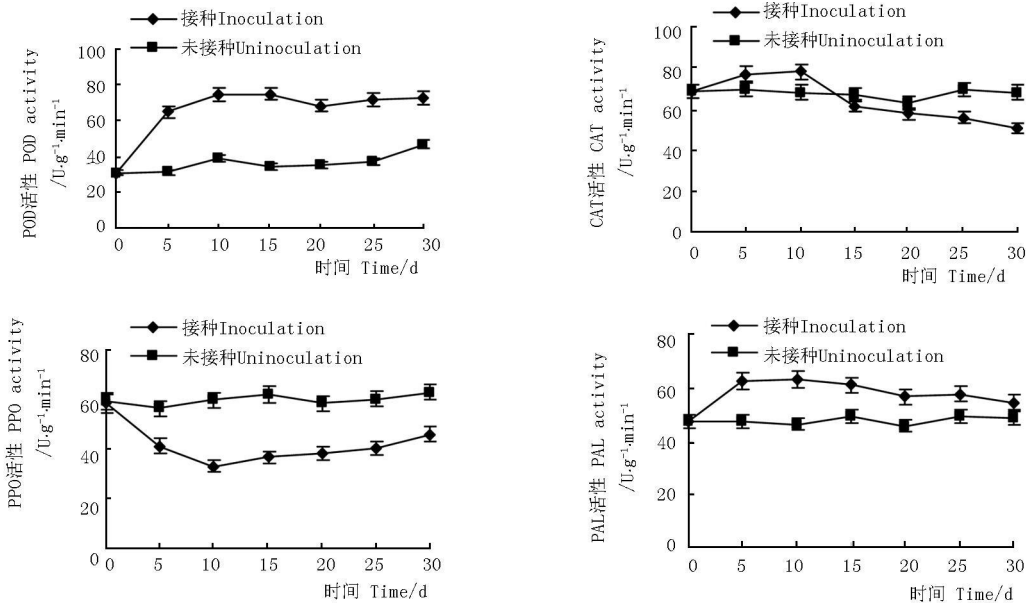 接种Inoculation
未接种Uninoculation
POD活性 POD activity
/U·g⁻¹·min⁻¹
100
80
60
40
20
0
0 5 10 15 20 25 30
时间 Time/d
接种Inoculation
未接种Uninoculation
CAT活性 CAT activity
/U·g⁻¹·min⁻¹
80
60
40
20
0
0 5 10 15 20 25 30
时间 Time/d
接种Inoculation
未接种Uninoculation
PPO活性 PPO activity
/U·g⁻¹·min⁻¹
80
60
40
20
0
0 5 10 15 20 25 30
时间 Time/d
接种Inoculation
未接种Uninoculation
PAL活性 PAL activity
/U·g⁻¹·min⁻¹
80
60
40
20
0
0 5 10 15 20 25 30
时间 Time/d